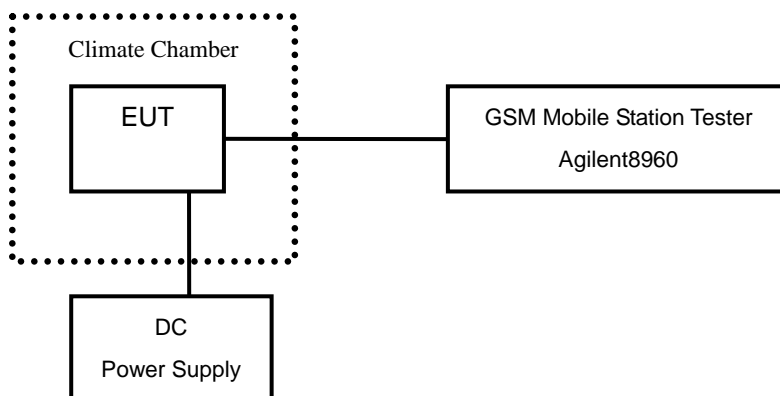 Climate Chamber
EUT
GSM Mobile Station Tester
Agilent8960
DC
Power Supply